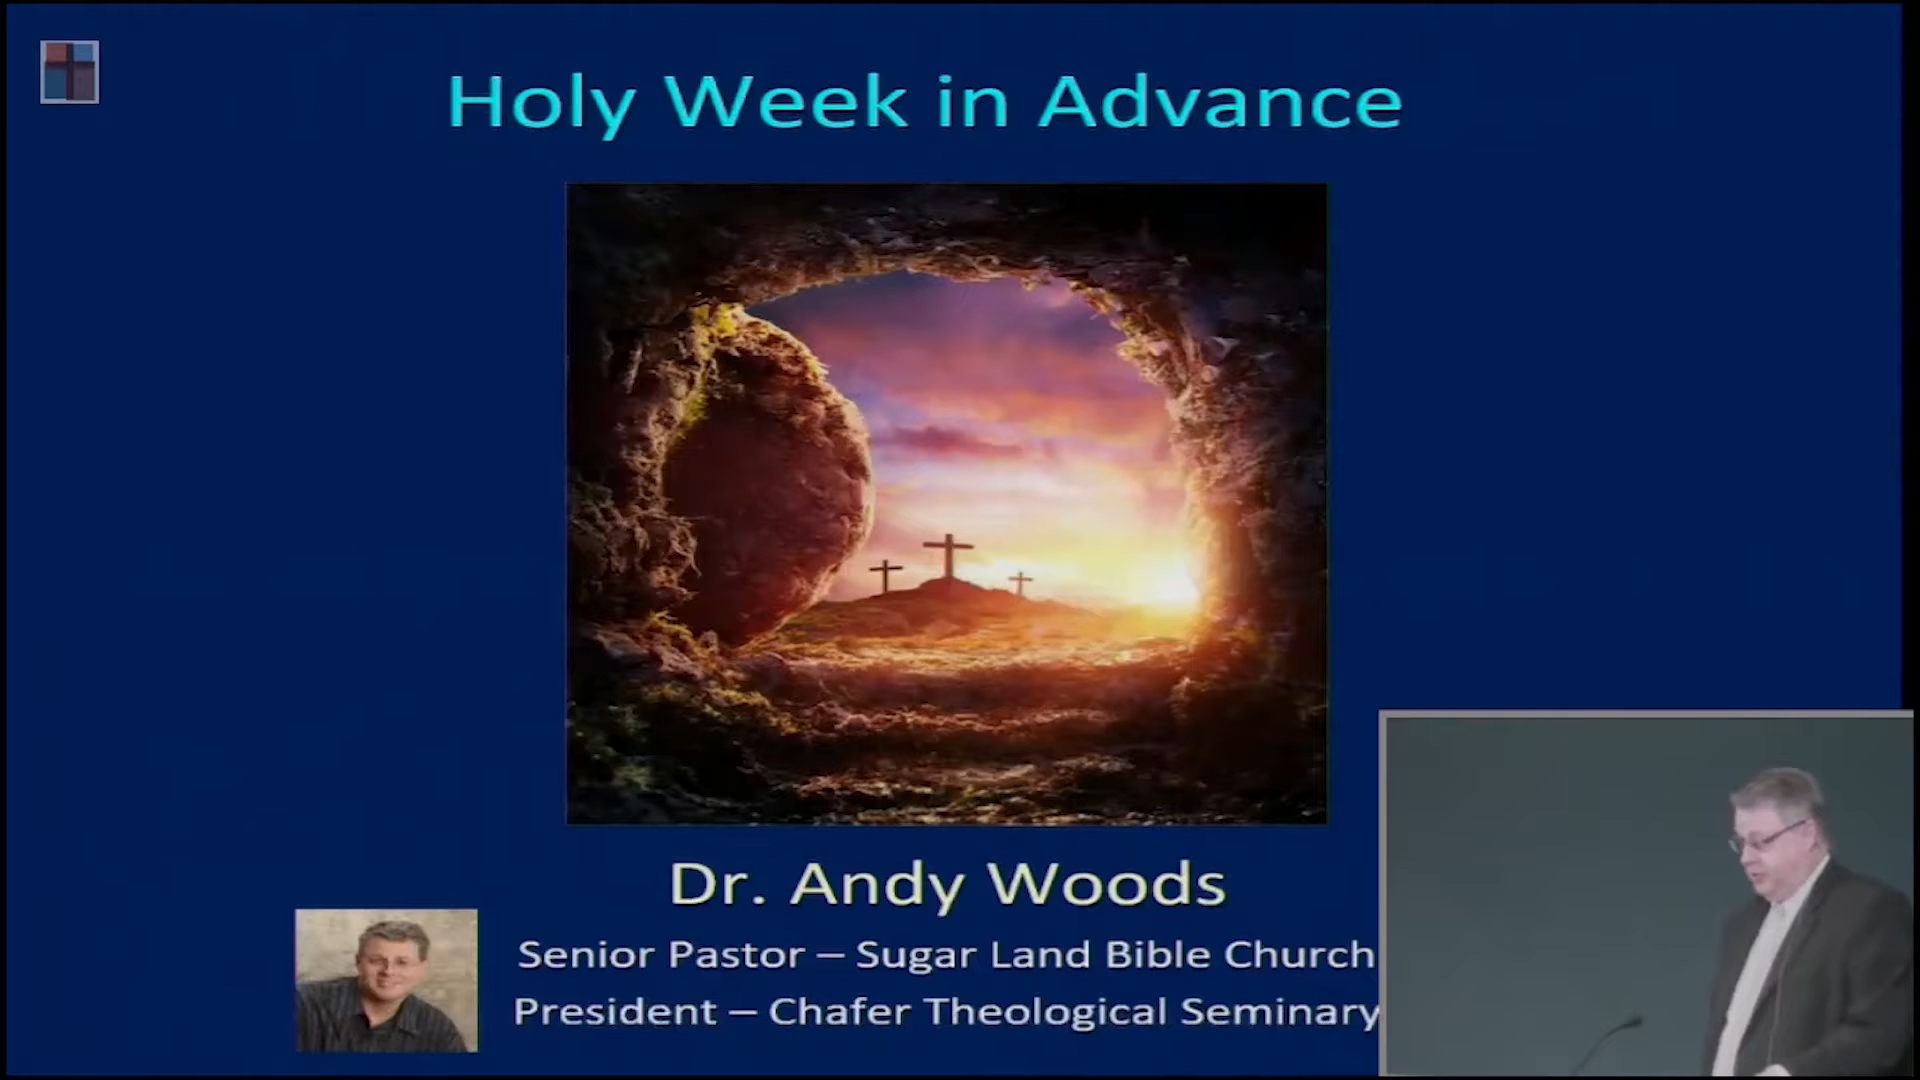 Holy Week in Advance
Dr. Andy Woods
Senior Pastor – Sugar Land Bible Church
President – Chafer Theological Seminary